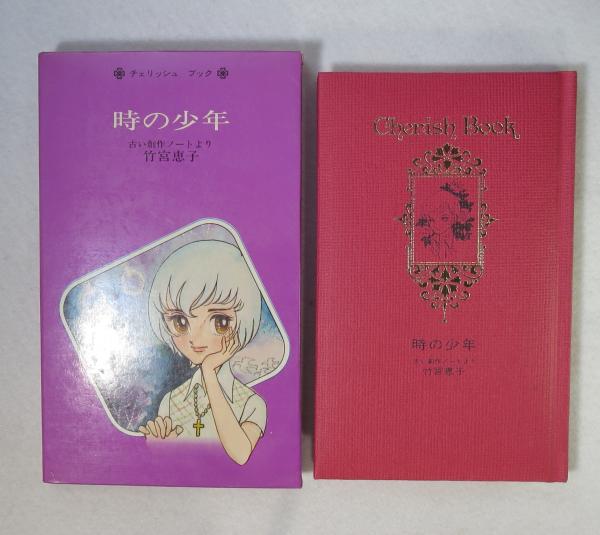 チェリッシュ ブック
時の少年
古い創作ノートより
竹宮恵子
Cherish Book
時の少年
古い創作ノートより
竹宮恵子